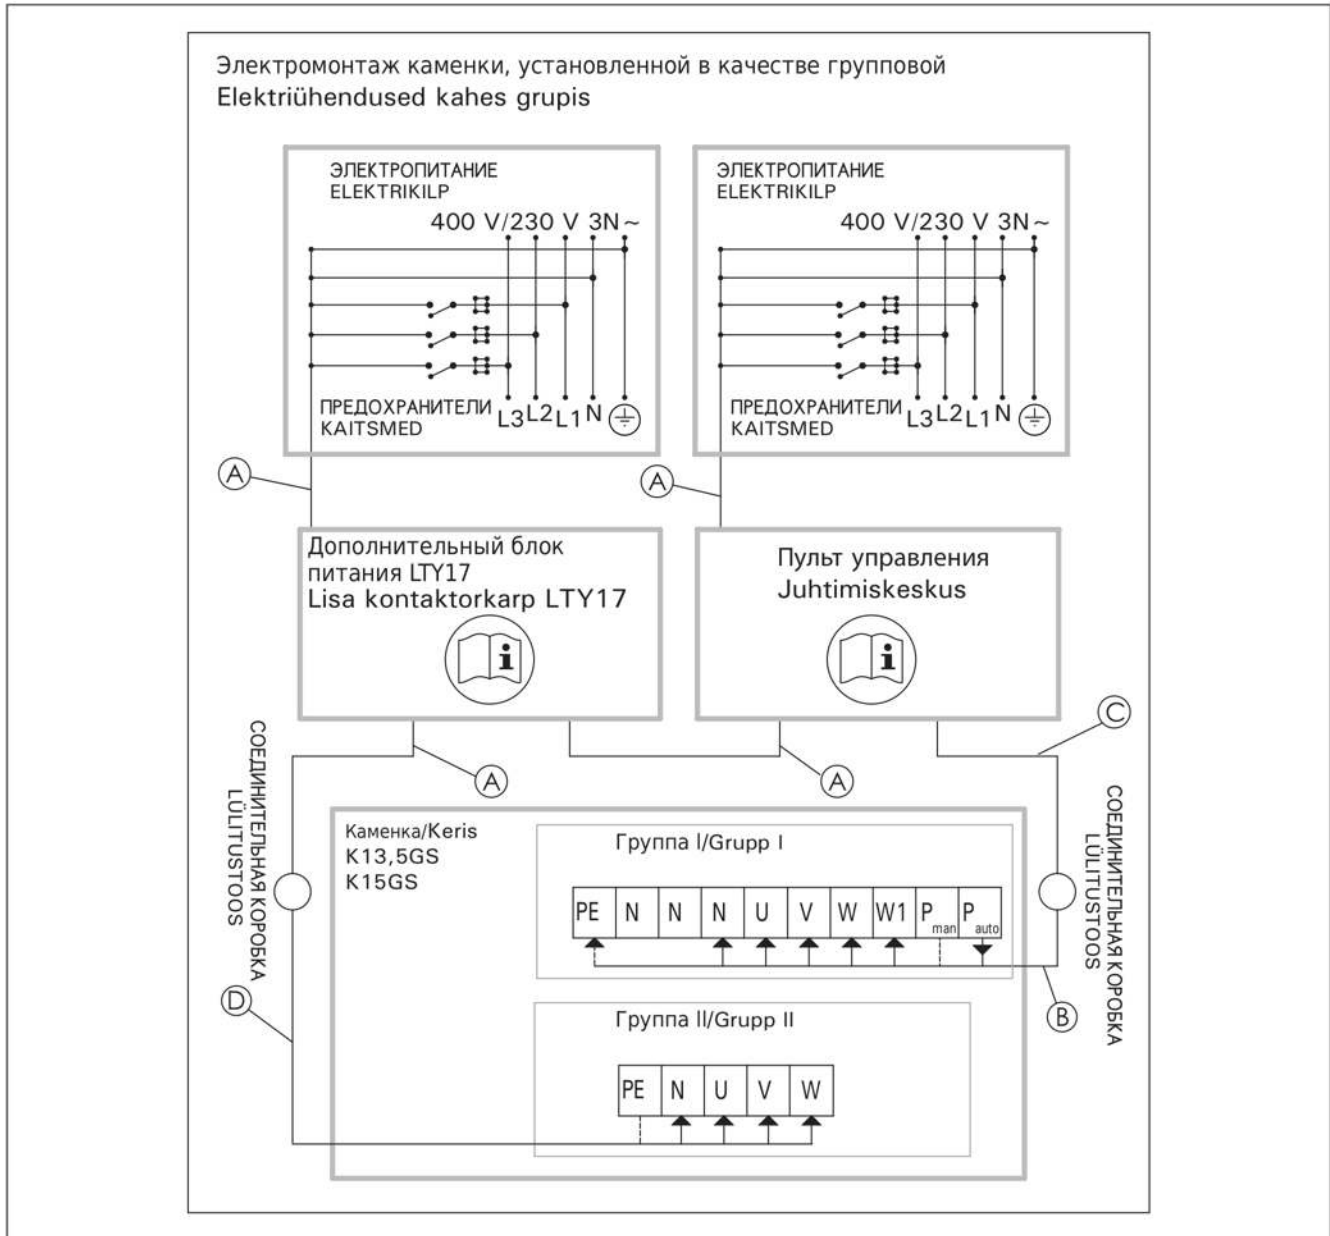 Электромонтаж каменки, установленной в качестве групповой
Elektriühendused kahes grupis
ЭЛЕКТРОПИТАНИЕ
ELEKTRIKILP
400 V/230 V 3N~
ПРЕДОХРАНИТЕЛИ
KAITSMED
L3 L2 L1 N
ЭЛЕКТРОПИТАНИЕ
ELEKTRIKILP
400 V/230 V 3N~
ПРЕДОХРАНИТЕЛИ
KAITSMED
L3 L2 L1 N
A
A
Дополнительный блок
питания LTY17
Lisa kontaktorkarp LTY17
i
Пульт управления
Juhtimiskeskus
i
C
A
A
СОЕДИНИТЕЛЬНАЯ КОРОБКА
LÜLITUSTOOS
Каменка/Keris
K13,5GS
K15GS
Группа I/Grupp I
PE N N N U V W W1 Pman Pauto
СОЕДИНИТЕЛЬНАЯ КОРОБКА
LÜLITUSTOOS
D
B
Группа II/Grupp II
PE N U V W